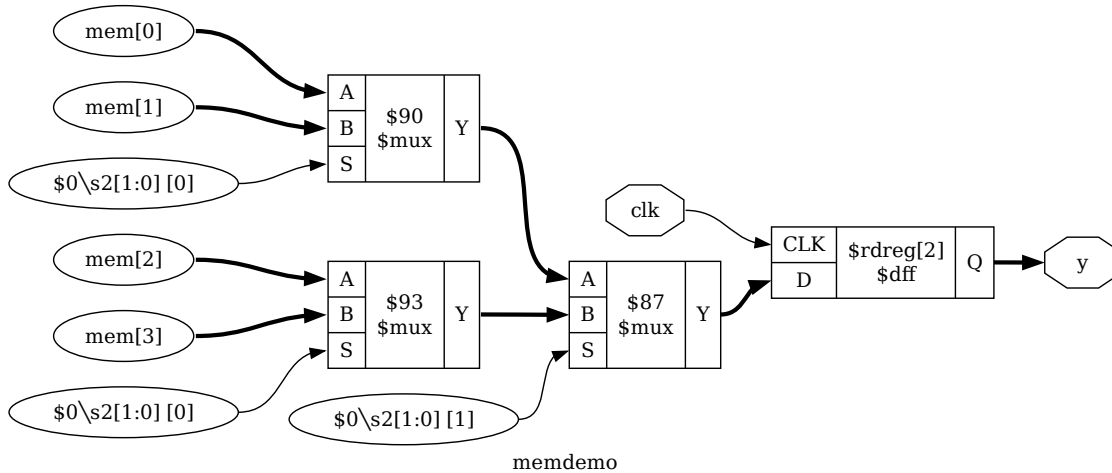 mem[0]
mem[1]
$0\s2[1:0] [0]
A
B
S
$90
$mux
Y
mem[2]
mem[3]
$0\s2[1:0] [0]
A
B
S
$93
$mux
Y
$0\s2[1:0] [1]
A
B
S
$87
$mux
Y
clk
CLK
D
$rdreg[2]
$dff
Q
y
memdemo